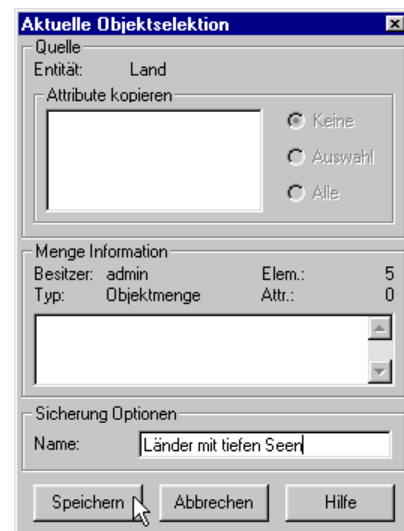 Aktuelle Objektselektion
Quelle
Entität: Land
Attribute kopieren
Keine
Auswahl
Alle
Menge Information
Besitzer: admin Elem.: 5
Typ: Objektmenge Attr.: 0
Sicherung Optionen
Name: Länder mit tiefen Seen
Speichern Abbrechen Hilfe